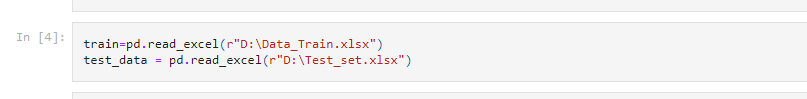 In [4]:
train=pd.read_excel(r"D:\Data_Train.xlsx")
test_data = pd.read_excel(r"D:\Test_set.xlsx")